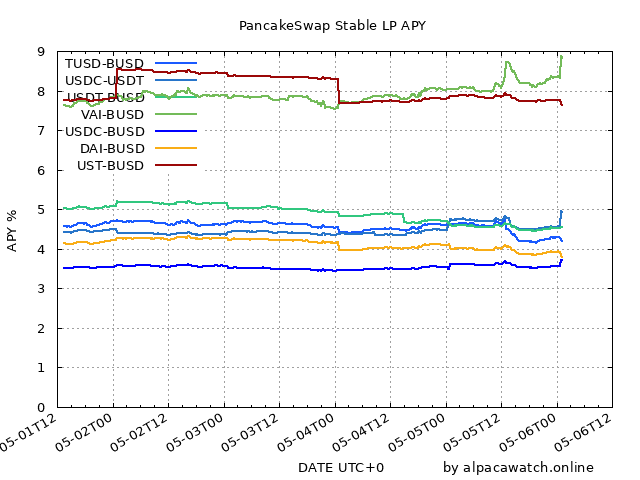 PancakeSwap Stable LP APY
9
8
7
6
5
4
3
2
1
0
APY %
TUSD-BUSD
USDC-USDT
USDT-BUSD
VAI-BUSD
USDC-BUSD
DAI-BUSD
UST-BUSD
05-01T12
05-02T00
05-02T12
05-03T00
05-03T12
05-04T00
05-04T12
05-05T00
05-05T12
05-06T00
05-06T12
DATE UTC+0
by alpacawatch.online